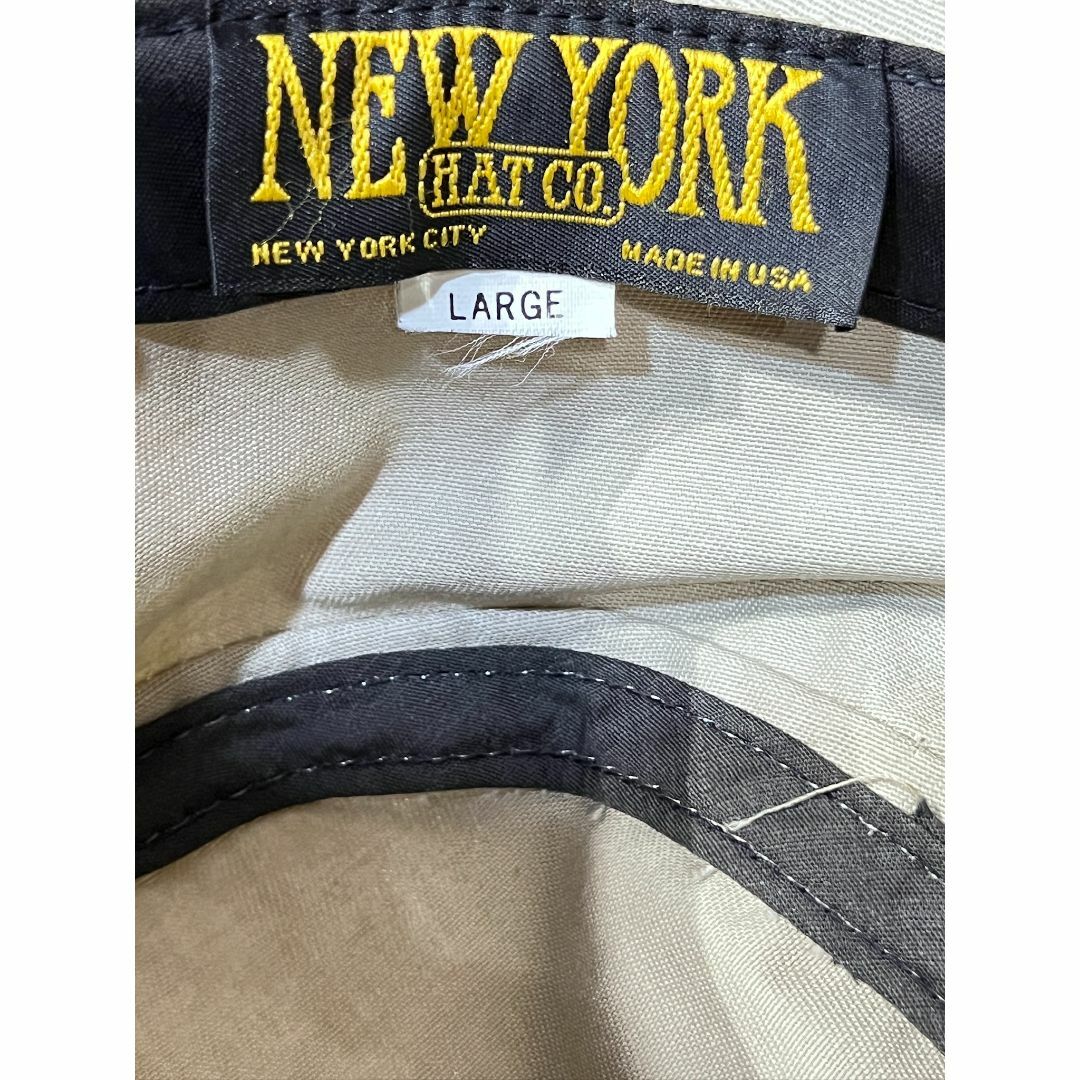 NEW YORK
HAT CO.
NEW YORK CITY MADE IN USA
LARGE